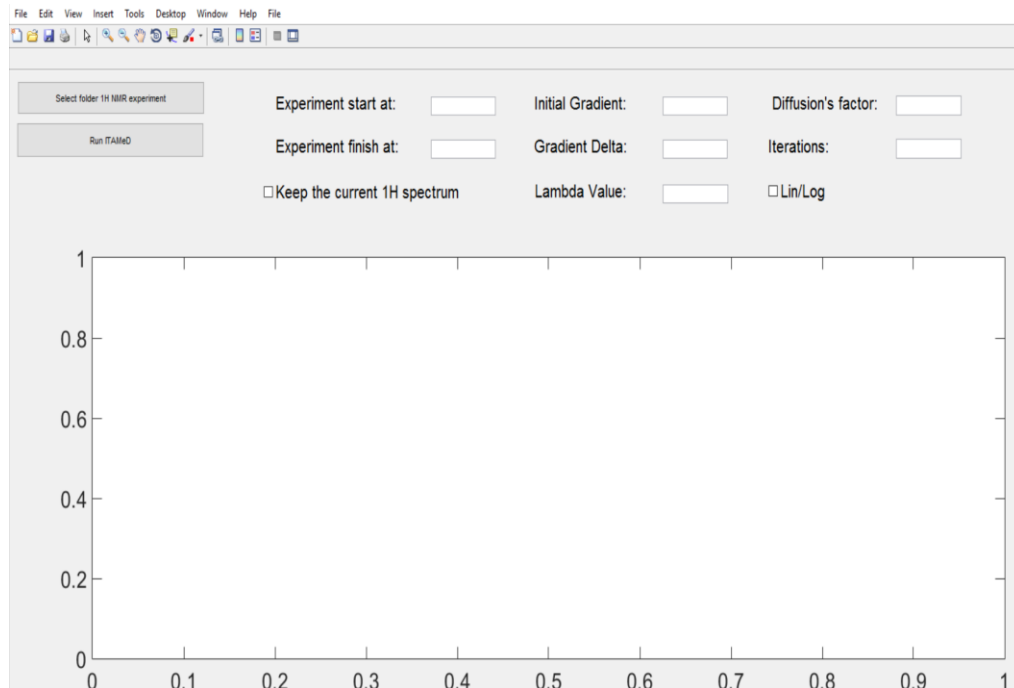 File Edit View Insert Tools Desktop Window Help File
Select folder 1H NMR experiment
Run ITAMeD
Experiment start at:
Initial Gradient:
Diffusion's factor:
Experiment finish at:
Gradient Delta:
Iterations:
Keep the current 1H spectrum
Lambda Value:
Lin/Log
1
0.8
0.6
0.4
0.2
0
0 0.1 0.2 0.3 0.4 0.5 0.6 0.7 0.8 0.9 1